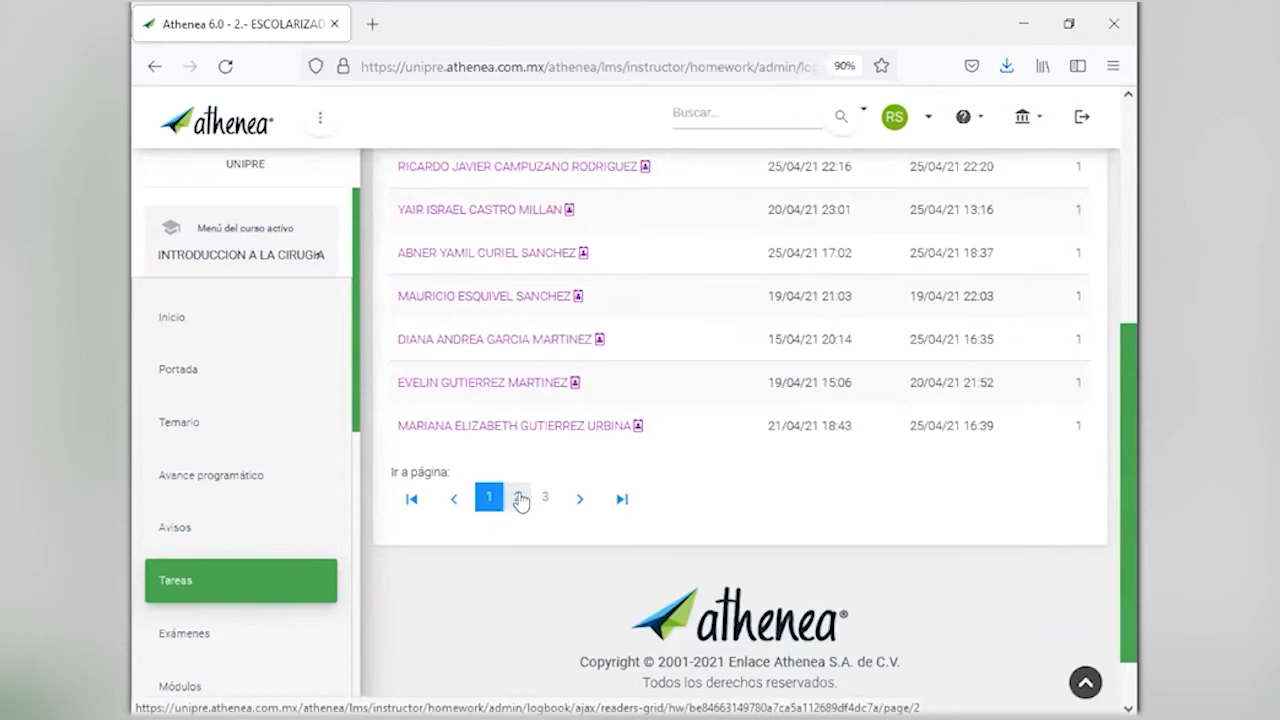 Athenea 6.0 - 2.- ESCOLARIZAD
https://unipre.athenea.com.mx/athenea/lms/instructor/homework/admin/log
90%
athenea®
Buscar...
RS
UNIPRE
Menú del curso activo
INTRODUCCION A LA CIRUGIA
Inicio
Portada
Temario
Avance programático
Avisos
Tareas
Exámenes
Módulos
RICARDO JAVIER CAMPUZANO RODRIGUEZ 25/04/21 22:16 25/04/21 22:20 1
YAIR ISRAEL CASTRO MILLAN 20/04/21 23:01 25/04/21 13:16 1
ABNER YAMIL CURIEL SANCHEZ 25/04/21 17:02 25/04/21 18:37 1
MAURICIO ESQUIVEL SANCHEZ 19/04/21 21:03 19/04/21 22:03 1
DIANA ANDREA GARCIA MARTINEZ 15/04/21 20:14 25/04/21 16:35 1
EVELIN GUTIERREZ MARTINEZ 19/04/21 15:06 20/04/21 21:52 1
MARIANA ELIZABETH GUTIERREZ URBINA 21/04/21 18:43 25/04/21 16:39 1
Ir a página:
1 2 3
athenea®
Copyright © 2001-2021 Enlace Athenea S.A. de C.V.
Todos los derechos reservados.
https://unipre.athenea.com.mx/athenea/lms/instructor/homework/admin/logbook/ajax/readers-grid/hw/be84663149780a7ca5a112689df4dc7a/page/2